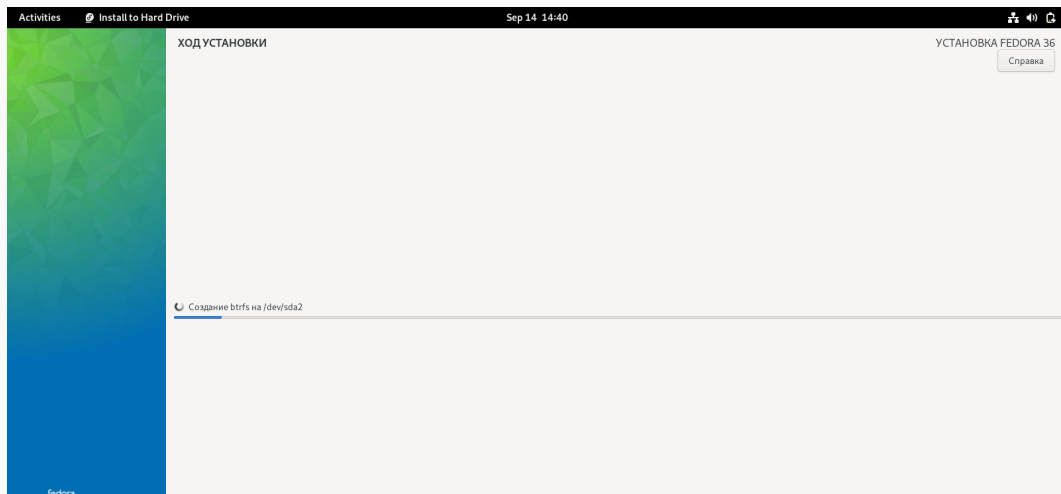 Activities Install to Hard Drive Sep 14 14:40
ХОД УСТАНОВКИ УСТАНОВКА FEDORA 36
Справка
Создание btrfs на /dev/sda2
fedora